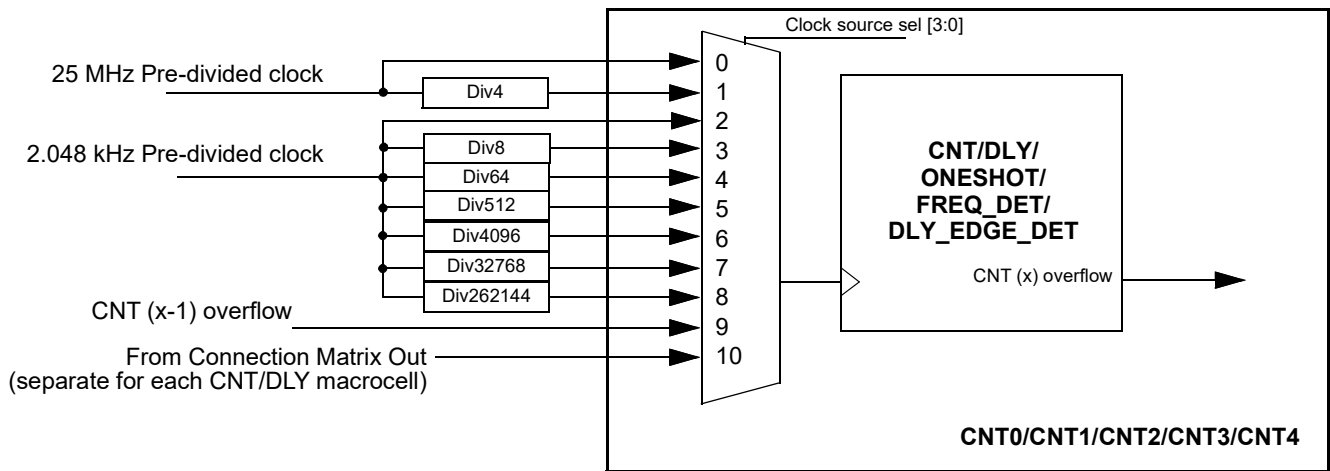 Clock source sel [3:0]
25 MHz Pre-divided clock
Div4
2.048 kHz Pre-divided clock
Div8
Div64
Div512
Div4096
Div32768
Div262144
CNT (x-1) overflow
From Connection Matrix Out
(separate for each CNT/DLY macrocell)
0
1
2
3
4
5
6
7
8
9
10
CNT/DLY/
ONESHOT/
FREQ_DET/
DLY_EDGE_DET
CNT (x) overflow
CNT0/CNT1/CNT2/CNT3/CNT4